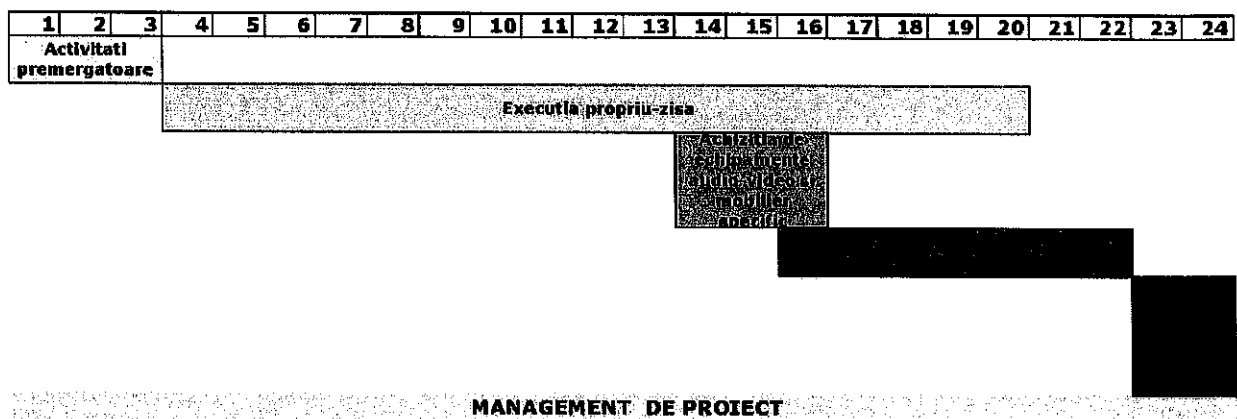 1 2 3 4 5 6 7 8 9 10 11 12 13 14 15 16 17 18 19 20 21 22 23 24
Activitati
premergatoare
Executia propriu-zisa
Achizitia de
echipamente
audio-video si
mobilier
specific
MANAGEMENT DE PROIECT